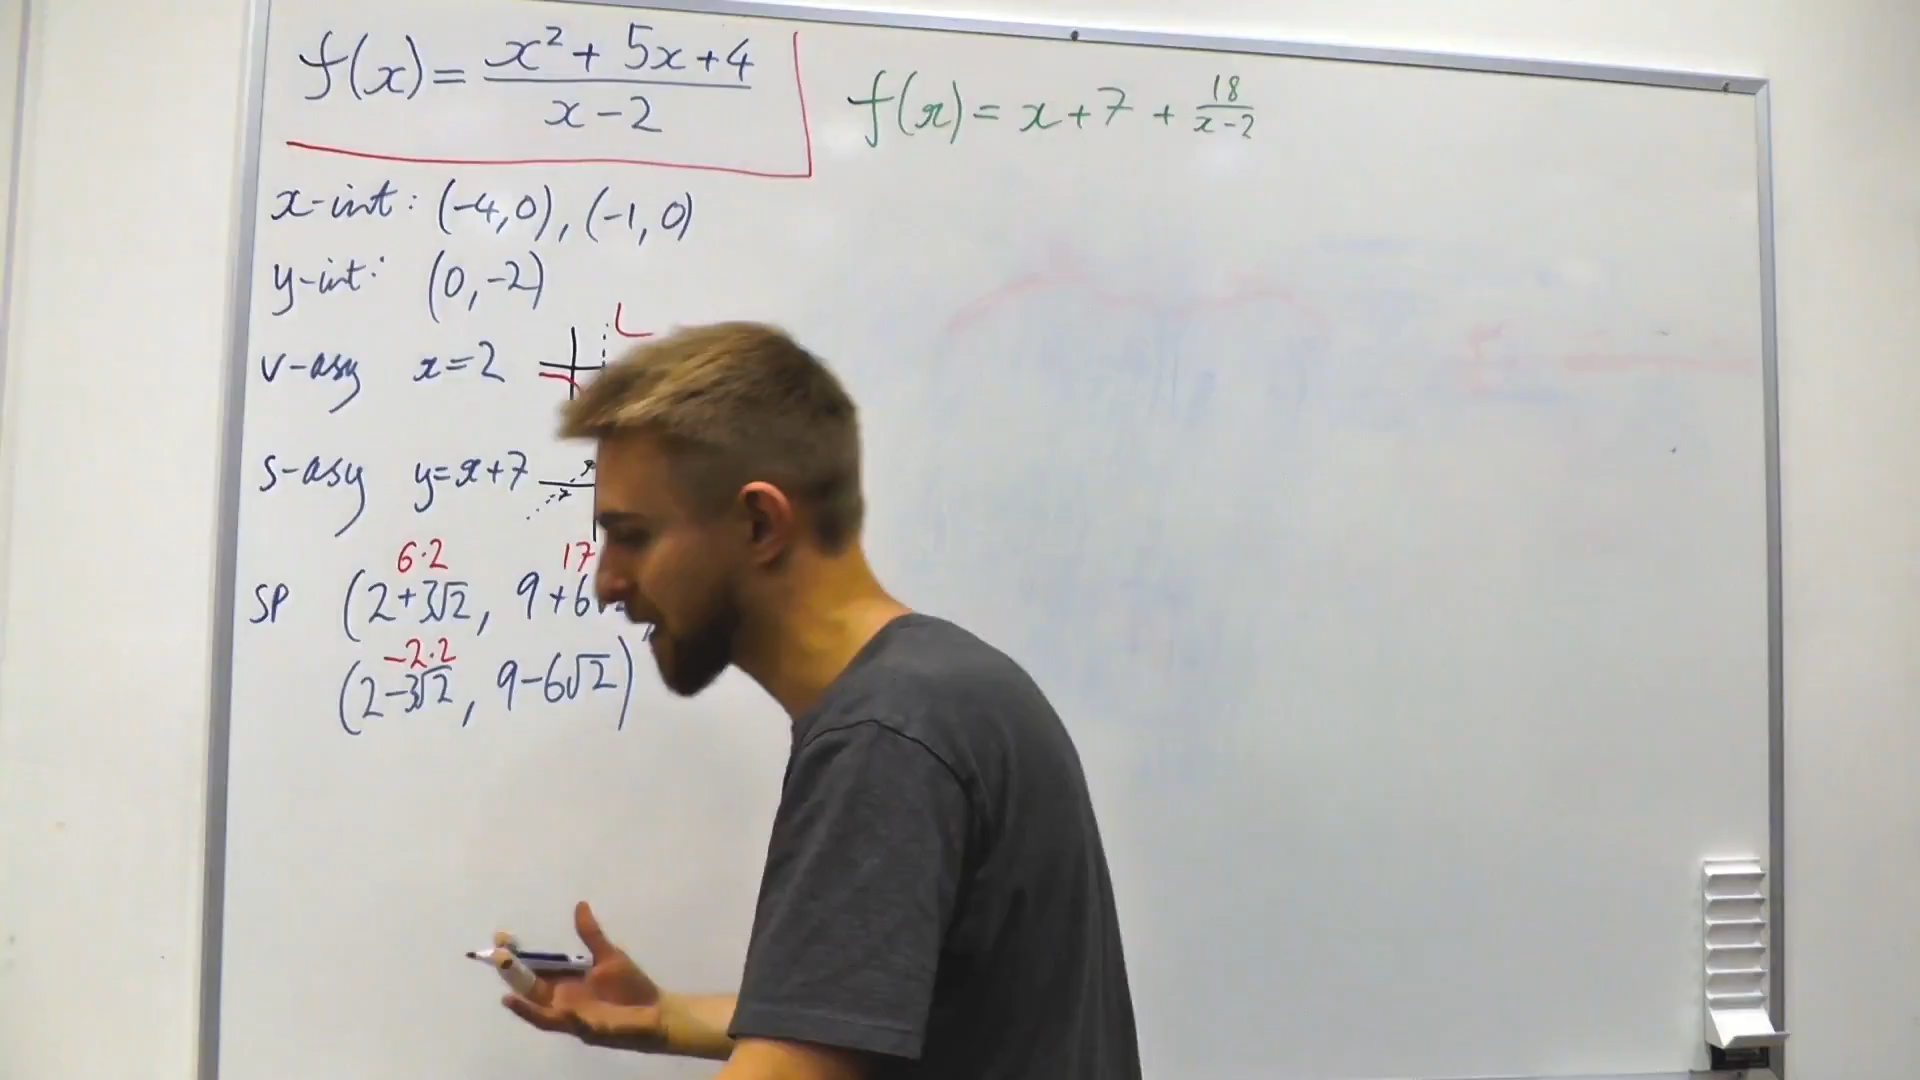 f(x) = x² + 5x + 4 / x - 2
f(x) = x + 7 + 18 / x - 2
x-int: (-4, 0), (-1, 0)
y-int: (0, -2)
v-asy x = 2
s-asy y = x + 7
6·2 17
SP (2+3√2, 9+6
-2·2
(2-3√2, 9-6√2)